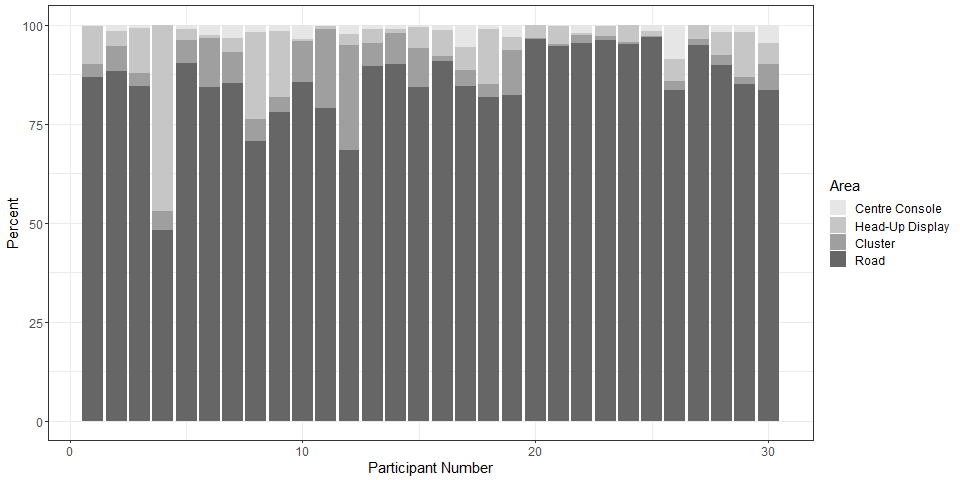 100
75
50
25
0
Percent
0 10 20 30
Participant Number
Area
Centre Console
Head-Up Display
Cluster
Road